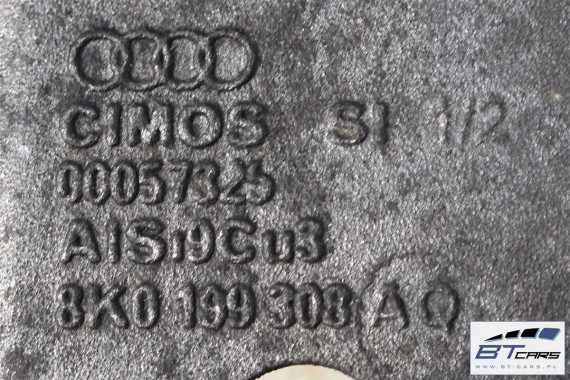 CIMOS SI 1/2
00057325
AlSi9Cu3
8K0 199 308 AQ
BT CARS
WWW.BT-CARS.PL